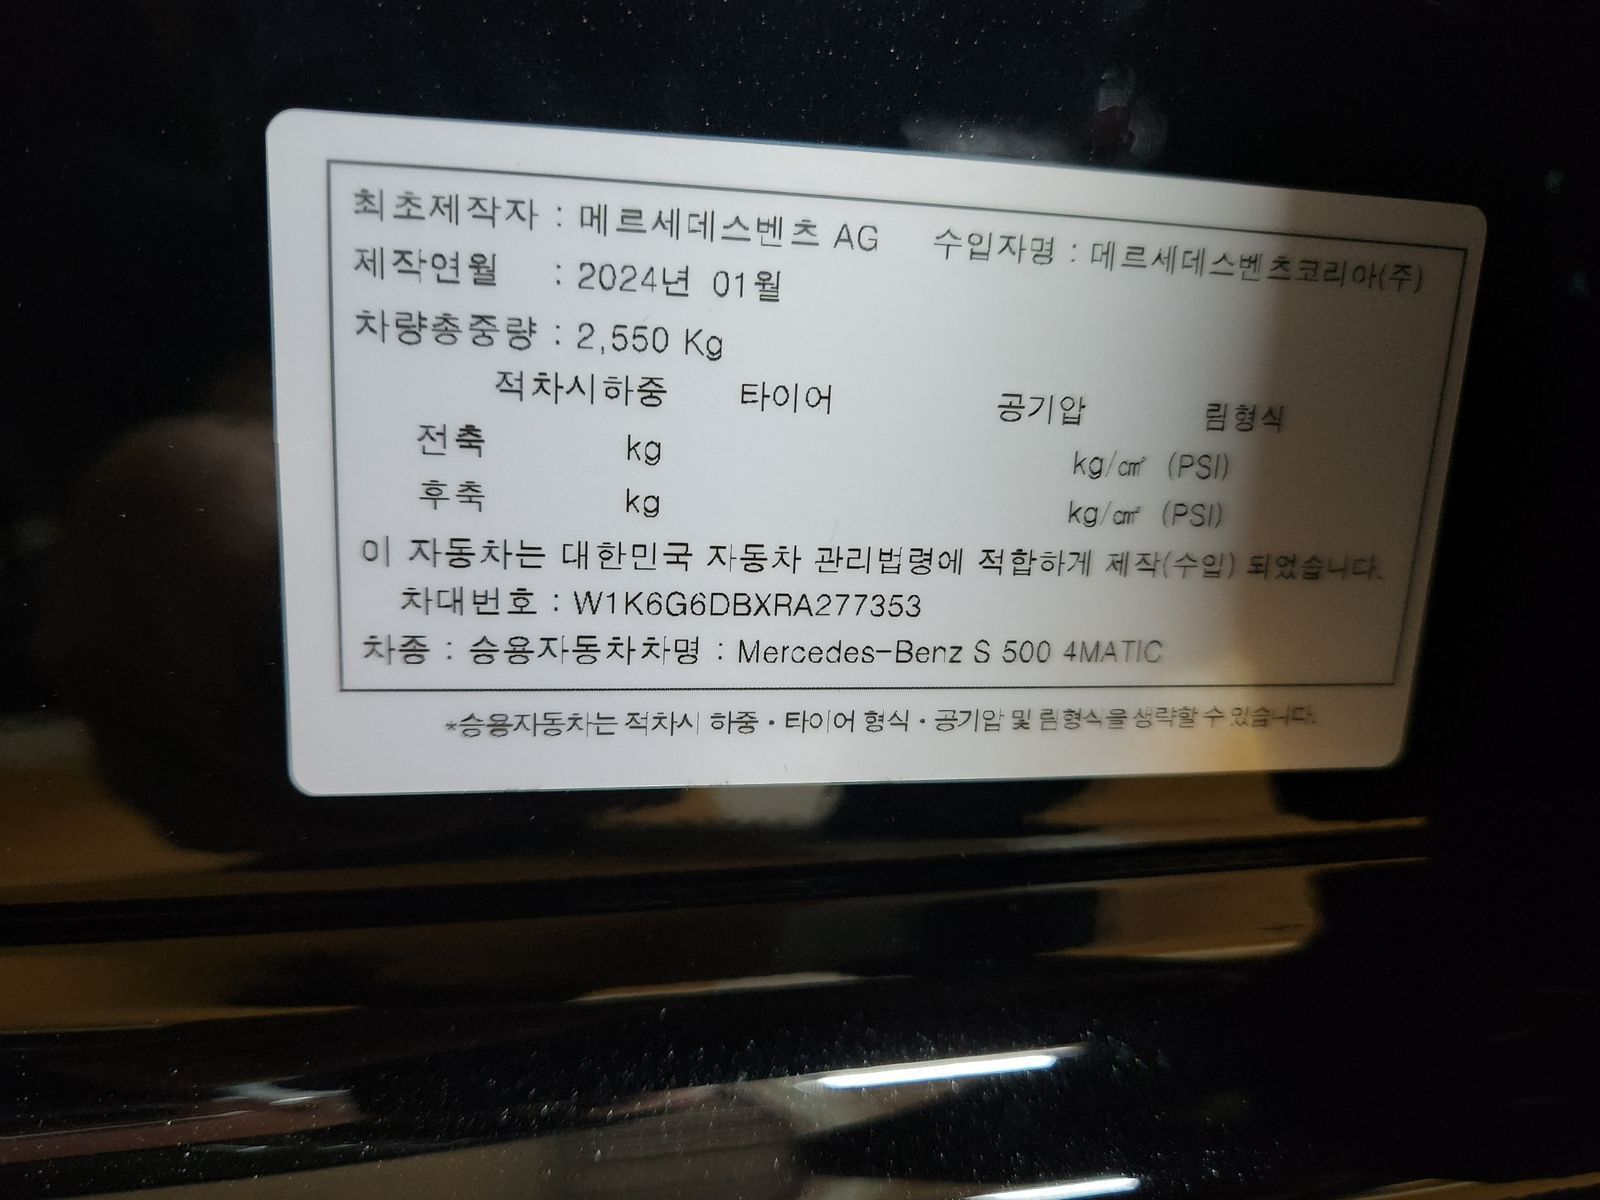 최초제작자 : 메르세데스벤츠 AG 수입자명 : 메르세데스벤츠코리아(주)
제작연월 : 2024년 01월
차량총중량 : 2,550 Kg
적차시하중 타이어 공기압 림형식
전축 kg kg/㎠ (PSI)
후축 kg kg/㎠ (PSI)
이 자동차는 대한민국 자동차 관리법령에 적합하게 제작(수입) 되었습니다.
차대번호 : W1K6G6DBXRA277353
차종 : 승용자동차차명 : Mercedes-Benz S 500 4MATIC
*승용자동차는 적차시 하중・타이어 형식・공기압 및 림형식을 생략할 수 있습니다.